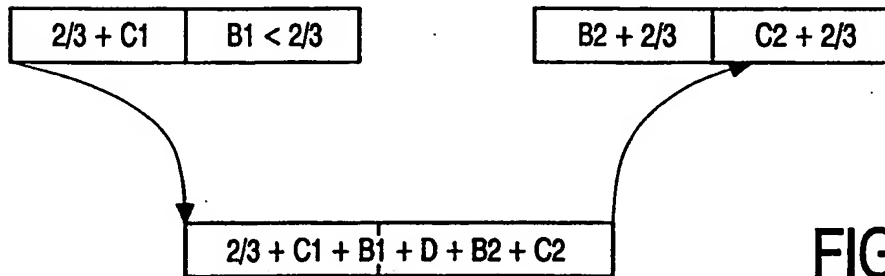 2/3 + C1 B1 < 2/3 B2 + 2/3 C2 + 2/3
2/3 + C1 + B1 + D + B2 + C2
FIG